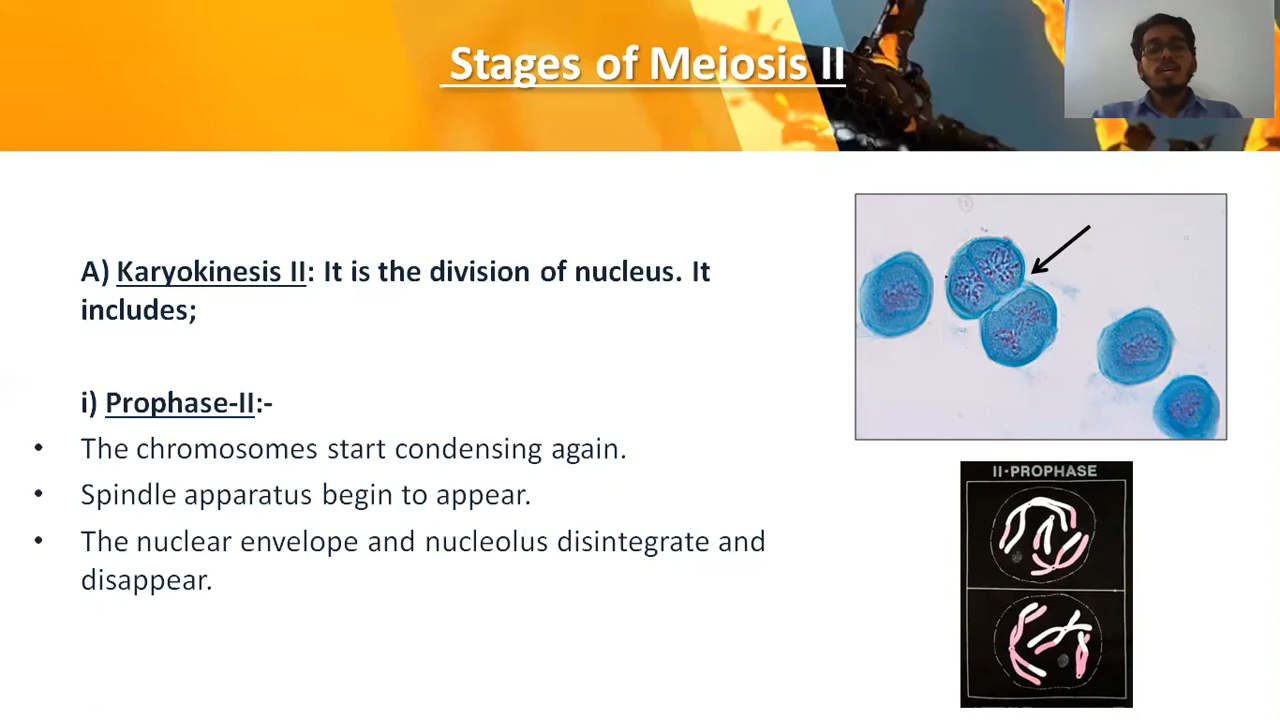 Stages of Meiosis II
A) Karyokinesis II: It is the division of nucleus. It
includes;
i) Prophase-II:-
• The chromosomes start condensing again.
• Spindle apparatus begin to appear.
• The nuclear envelope and nucleolus disintegrate and
disappear.
II-PROPHASE